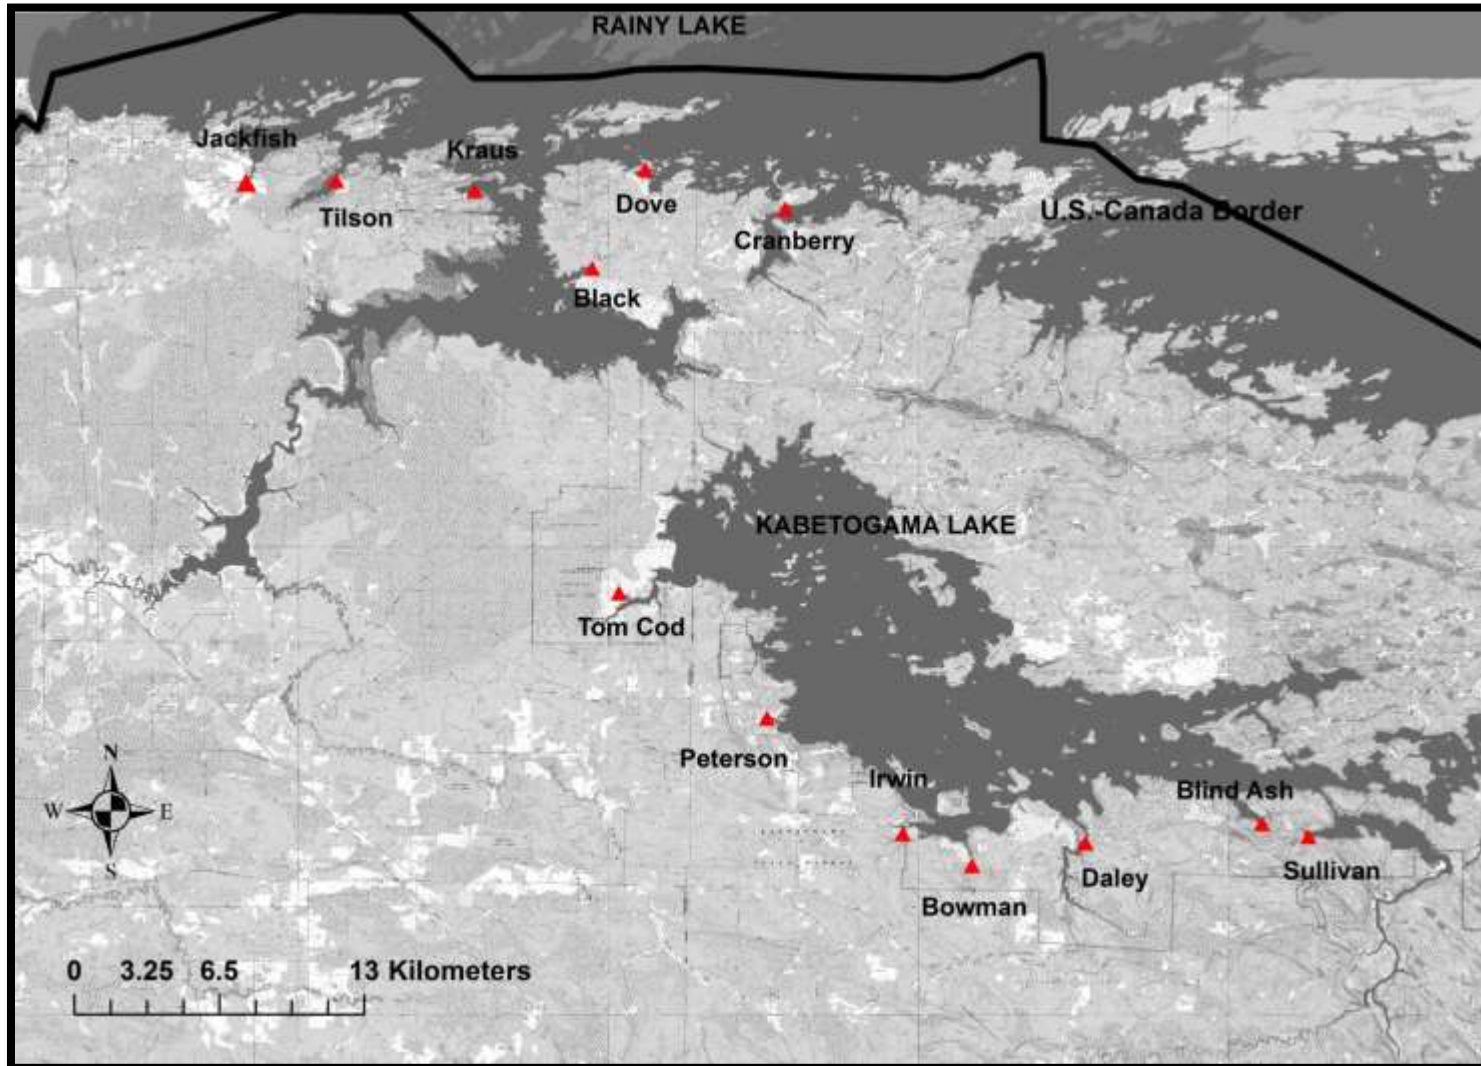 RAINY LAKE
Jackfish
Kraus
Tilson
Dove
U.S.-Canada Border
Cranberry
Black
KABETOGAMA LAKE
Tom Cod
Peterson
Irwin
Blind Ash
Sullivan
Daley
Bowman
N
W E
S
0 3.25 6.5 13 Kilometers